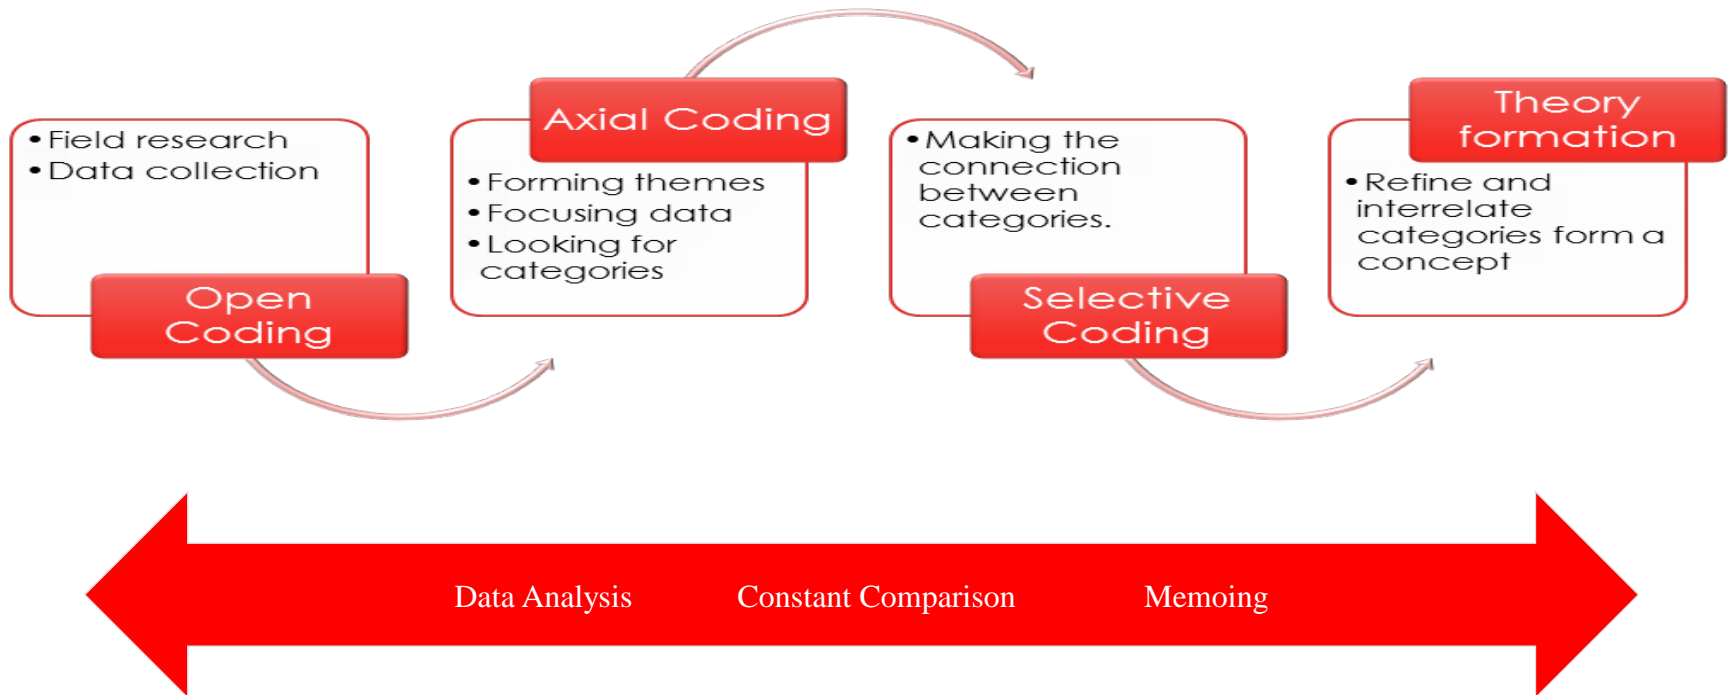 • Field research
• Data collection
Open
Coding
Axial Coding
• Forming themes
• Focusing data
• Looking for
categories
• Making the
connection
between
categories.
Selective
Coding
Theory
formation
• Refine and
interrelate
categories form a
concept
Data Analysis Constant Comparison Memoing